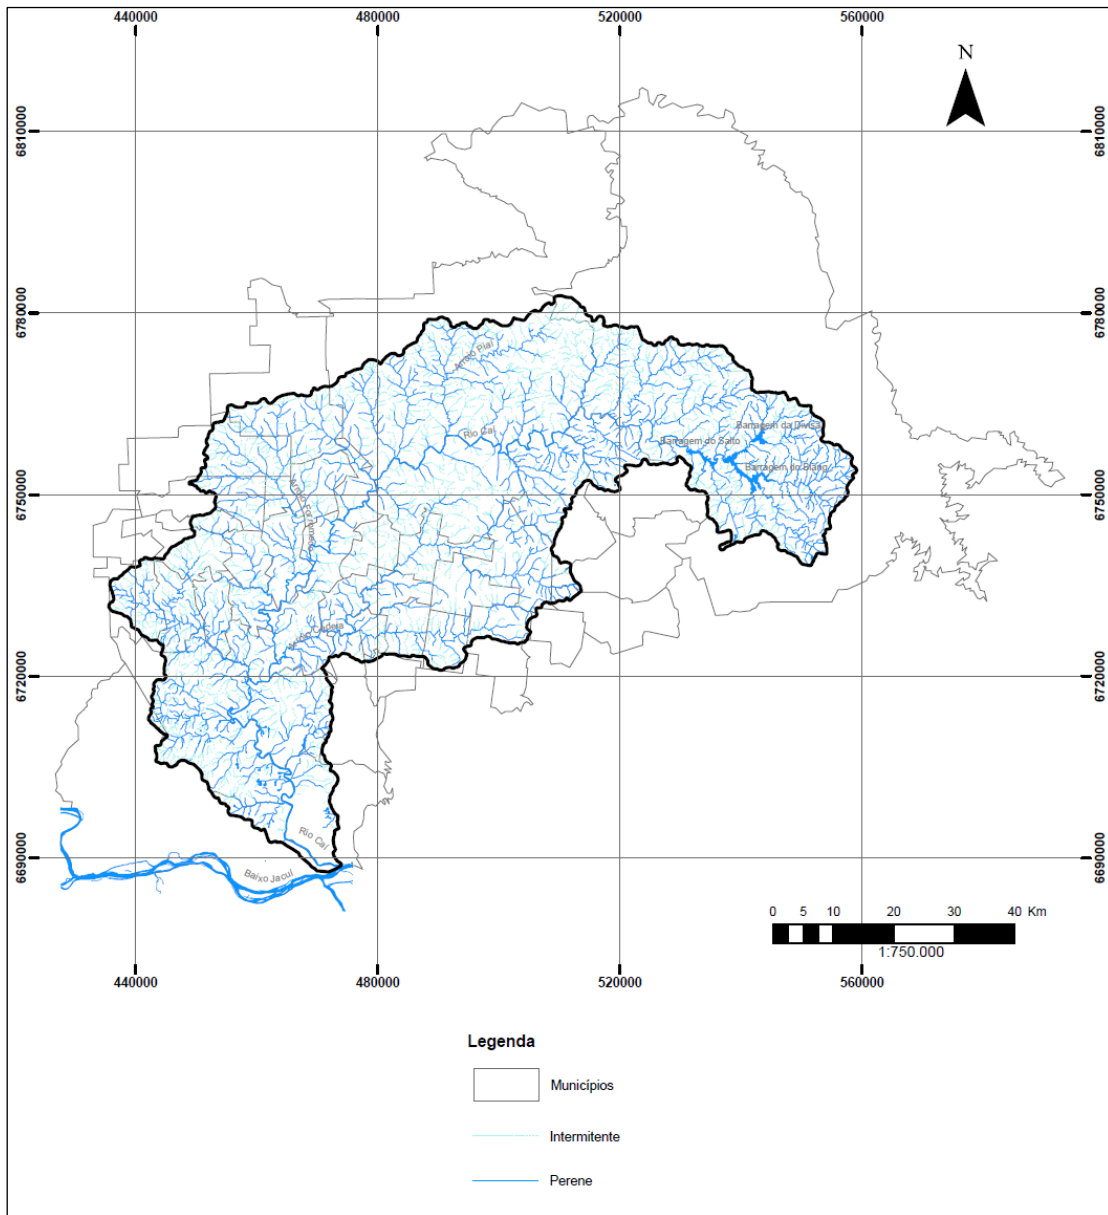 440000 480000 520000 560000
N
6810000 6810000
6780000 6780000
Arroio Piaí
Barragem da Divisa
Rio Caí
Barragem do Salto
Barragem do Blang
6750000 6750000
Arroio Cadeia
6720000 6720000
Rio Caí
6690000 6690000
Baixo Jacuí
0 5 10 20 30 40 Km
1:750.000
440000 480000 520000 560000
Legenda
Municípios
Intermitente
Perene